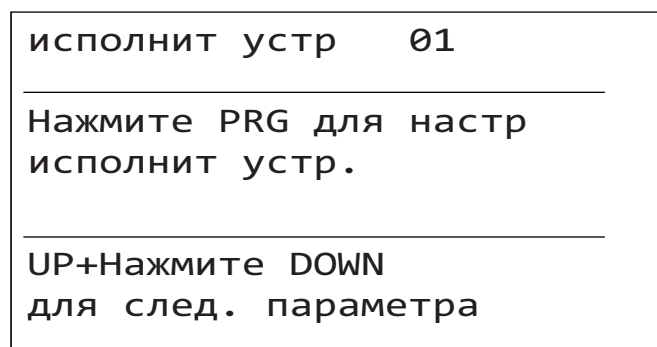 исполнит устр 01
Нажмите PRG для настр
исполнит устр.
UP+Нажмите DOWN
для след. параметра